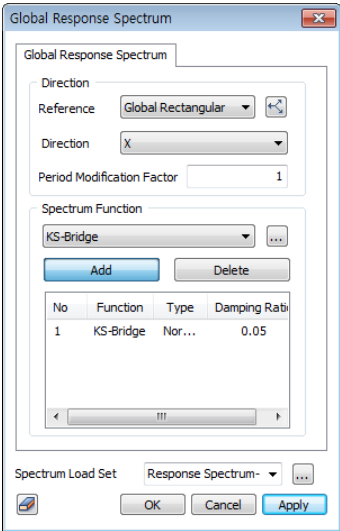 Global Response Spectrum
Global Response Spectrum
Direction
Reference Global Rectangular
Direction X
Period Modification Factor 1
Spectrum Function
KS-Bridge ...
Add Delete
No Function Type Damping Rati
1 KS-Bridge Nor... 0.05
Spectrum Load Set Response Spectrum- ...
OK Cancel Apply